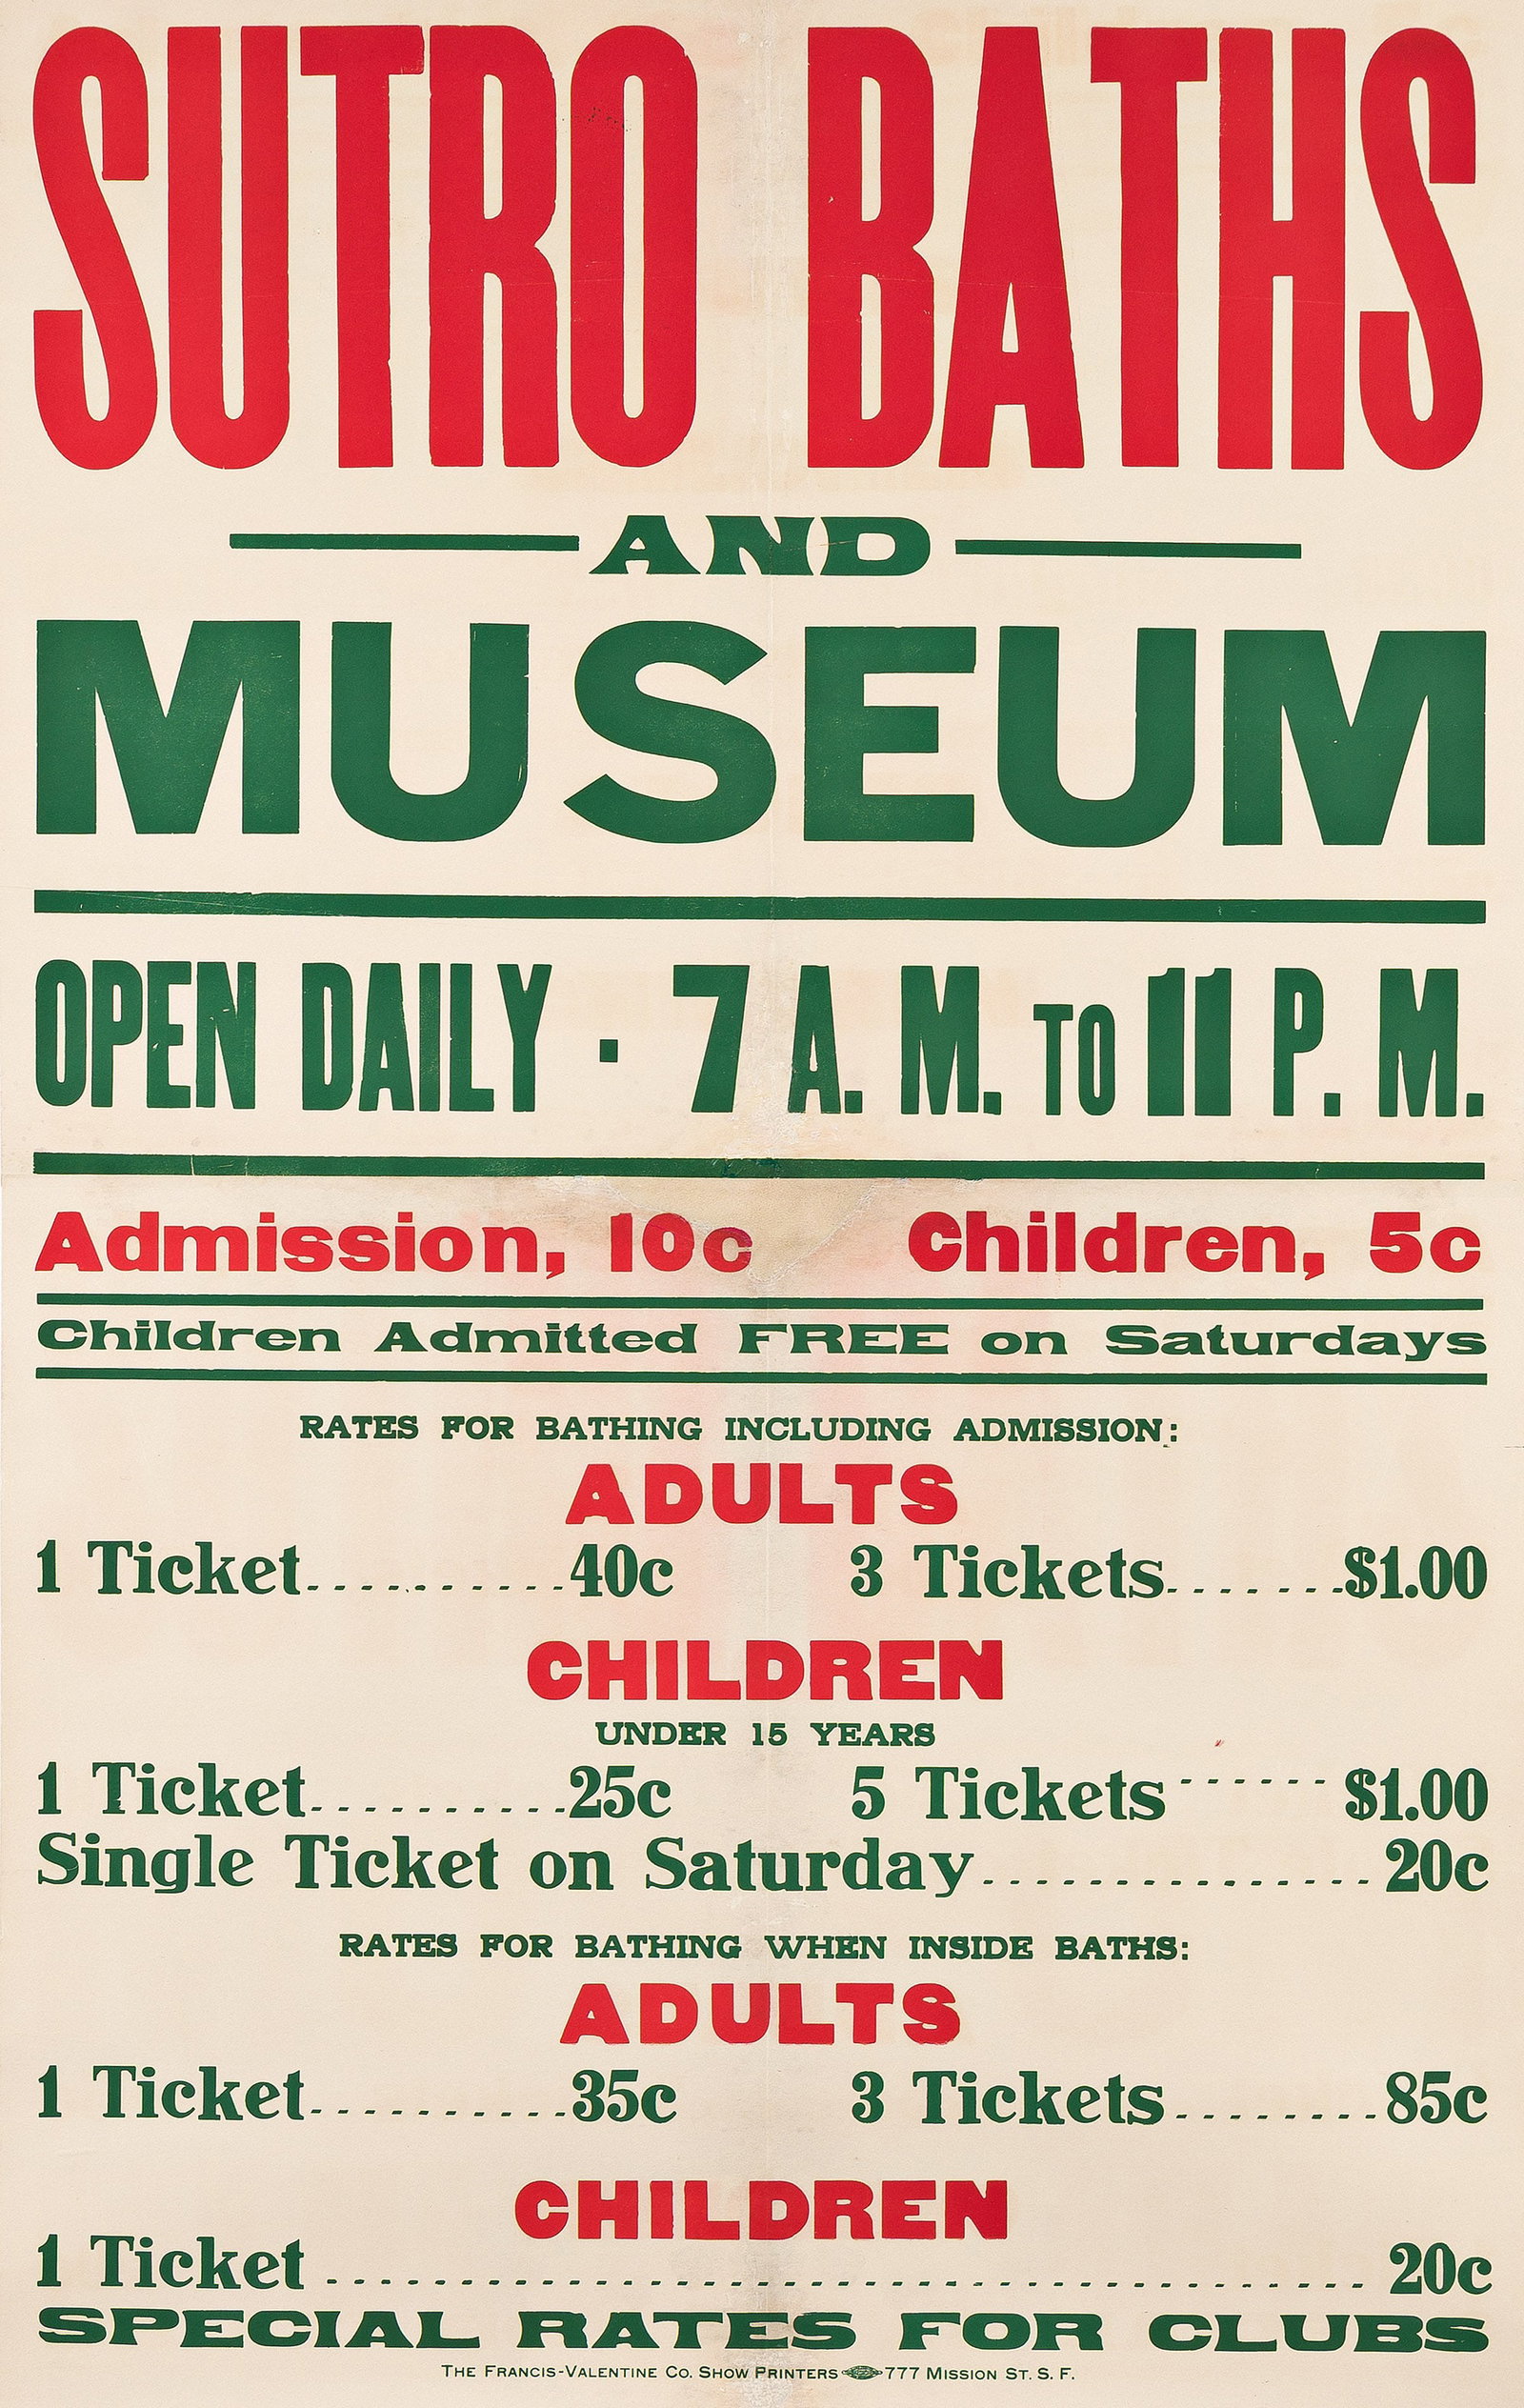 SUTRO BATHS
AND
MUSEUM
OPEN DAILY · 7 A. M. TO 11 P. M.
Admission, 10c Children, 5c
Children Admitted FREE on Saturdays
RATES FOR BATHING INCLUDING ADMISSION:
ADULTS
1 Ticket..........40c 3 Tickets.......$1.00
CHILDREN
UNDER 15 YEARS
1 Ticket..........25c 5 Tickets......$1.00
Single Ticket on Saturday...............20c
RATES FOR BATHING WHEN INSIDE BATHS:
ADULTS
1 Ticket..........35c 3 Tickets........85c
CHILDREN
1 Ticket.......................................20c
SPECIAL RATES FOR CLUBS
THE FRANCIS-VALENTINE CO. SHOW PRINTERS 777 MISSION ST. S. F.